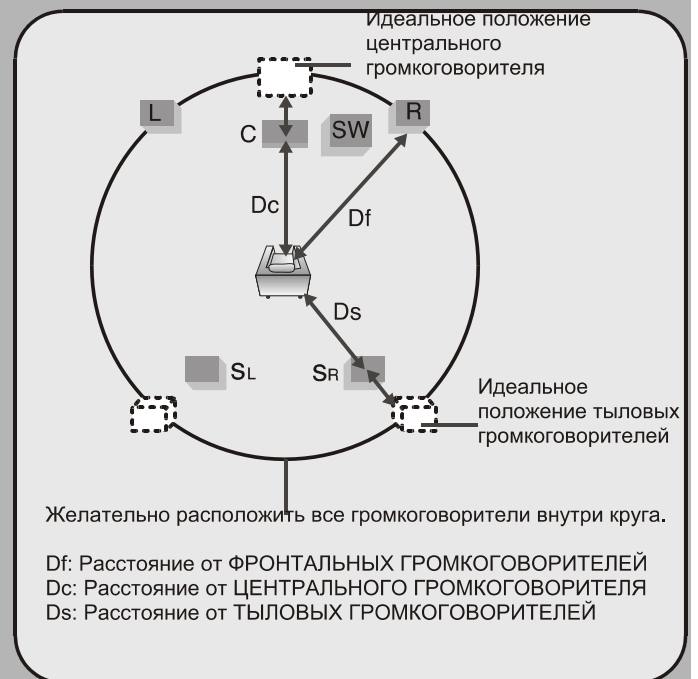 Идеальное положение
центрального
громкоговорителя
L
R
C
SW
Dc
Df
Ds
SL
SR
Идеальное
положение тыловых
громкоговорителей
Желательно расположить все громкоговорители внутри круга.
Df: Расстояние от ФРОНТАЛЬНЫХ ГРОМКОГОВОРИТЕЛЕЙ
Dc: Расстояние от ЦЕНТРАЛЬНОГО ГРОМКОГОВОРИТЕЛЯ
Ds: Расстояние от ТЫЛОВЫХ ГРОМКОГОВОРИТЕЛЕЙ